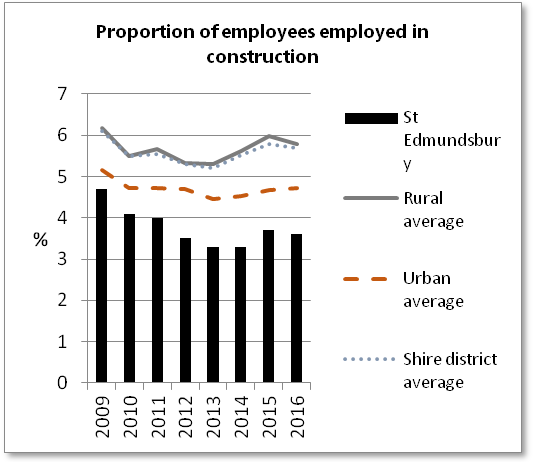 Proportion of employees employed in
construction
7
6
5
4
3
2
1
0
%
2009 2010 2011 2012 2013 2014 2015 2016
St
Edmundsbur
y
Rural
average
Urban
average
Shire district
average